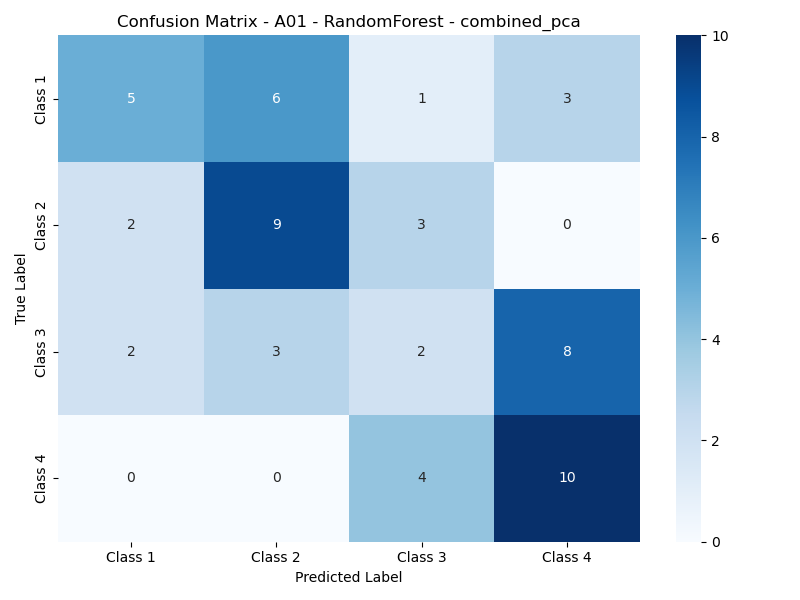 Confusion Matrix - A01 - RandomForest - combined_pca
True Label
Class 1
5 6 1 3
Class 2
2 9 3 0
Class 3
2 3 2 8
Class 4
0 0 4 10
Class 1 Class 2 Class 3 Class 4
Predicted Label
10
8
6
4
2
0